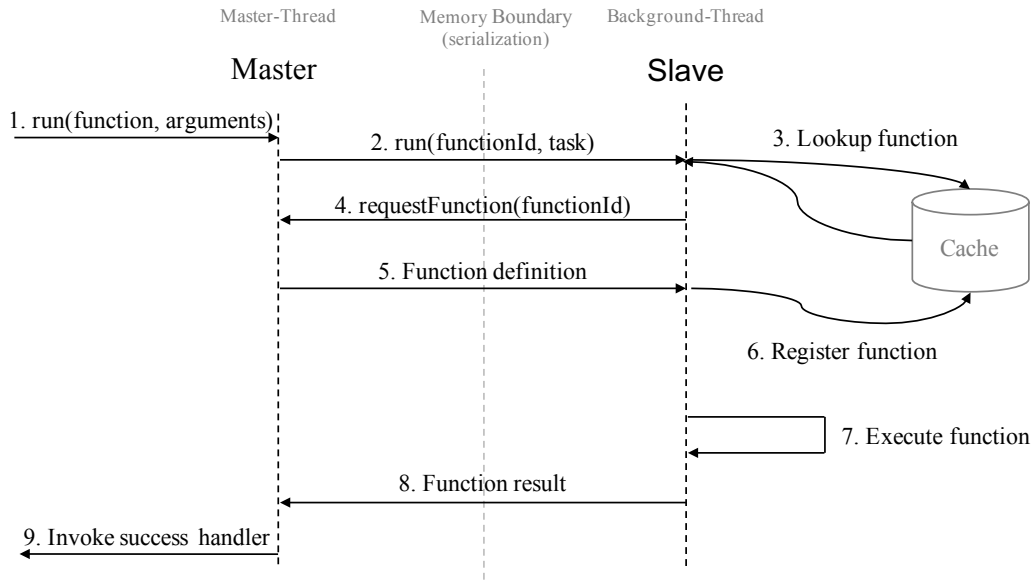 Master-Thread
Memory Boundary
(serialization)
Background-Thread
Master
Slave
1. run(function, arguments)
2. run(functionId, task)
3. Lookup function
4. requestFunction(functionId)
Cache
5. Function definition
6. Register function
7. Execute function
8. Function result
9. Invoke success handler